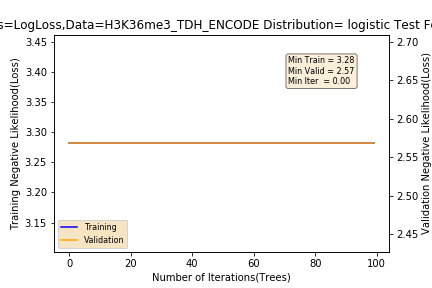 s=LogLoss,Data=H3K36me3_TDH_ENCODE Distribution= logistic Test Fo
3.45
3.40
3.35
3.30
3.25
3.20
3.15
Training Negative Likelihood(Loss)
Min Train = 3.28
Min Valid = 2.57
Min Iter = 0.00
2.70
2.65
2.60
2.55
2.50
2.45
Validation Negative Likelihood(Loss)
Training
Validation
0 20 40 60 80 100
Number of Iterations(Trees)